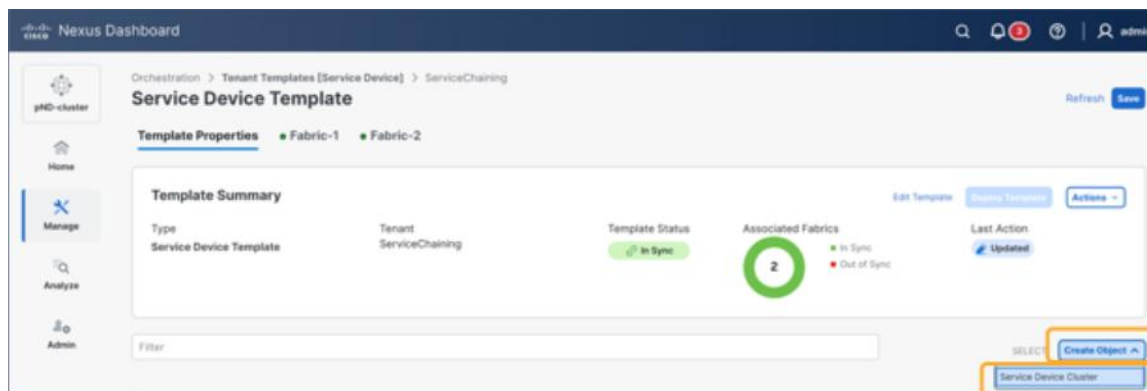 cisco Nexus Dashboard 3 admin
pND-cluster
Home
Manage
Analyze
Admin
Orchestration > Tenant Templates [Service Device] > ServiceChaining
Service Device Template
Refresh Save
Template Properties Fabric-1 Fabric-2
Template Summary
Edit Template Deploy Template Actions
Type Tenant Template Status Associated Fabrics Last Action
Service Device Template ServiceChaining In Sync 2 In Sync Updated
Out of Sync
Filter SELECT Create Object
Service Device Cluster